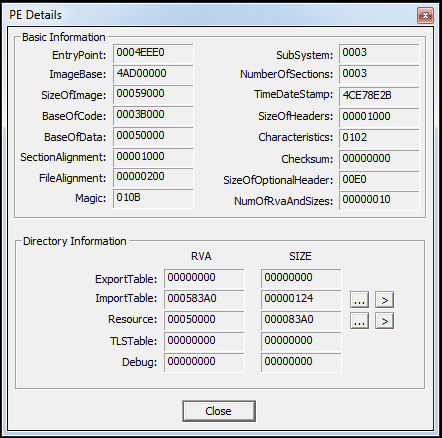 PE Details
Basic Information
EntryPoint: 0004EEE0
ImageBase: 4AD00000
SizeOfImage: 00059000
BaseOfCode: 0003B000
BaseOfData: 00050000
SectionAlignment: 00001000
FileAlignment: 00000200
Magic: 010B
SubSystem: 0003
NumberOfSections: 0003
TimeDateStamp: 4CE78E2B
SizeOfHeaders: 00001000
Characteristics: 0102
Checksum: 00000000
SizeOfOptionalHeader: 00E0
NumOfRvaAndSizes: 00000010
Directory Information
RVA SIZE
ExportTable: 00000000 00000000
ImportTable: 000583A0 00000124 ... >
Resource: 00050000 000083A0 ... >
TLSTable: 00000000 00000000
Debug: 00000000 00000000
Close